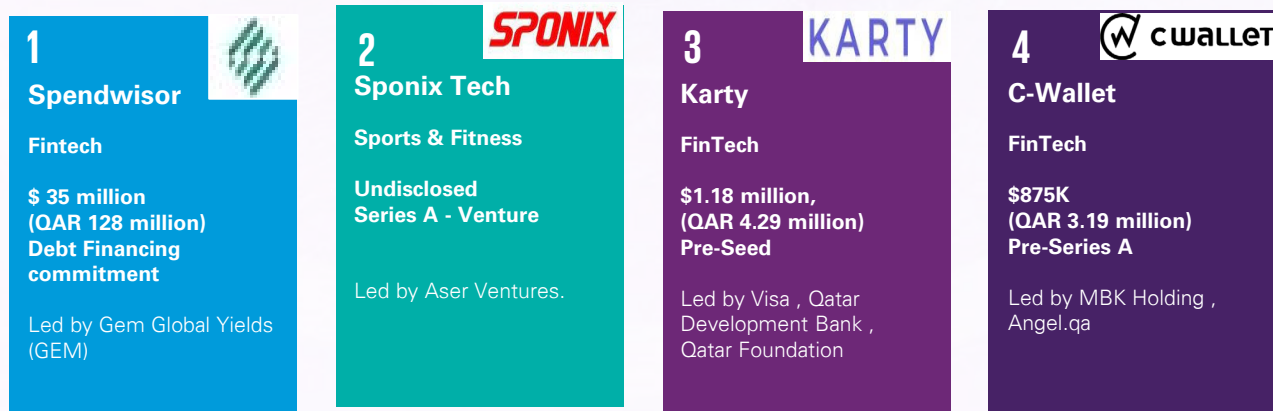 1
Spendwisor
Fintech
$ 35 million
(QAR 128 million)
Debt Financing
commitment
Led by Gem Global Yields
(GEM)
SPONIX
2
Sponix Tech
Sports & Fitness
Undisclosed
Series A - Venture
Led by Aser Ventures.
KARTY
3
Karty
FinTech
$1.18 million,
(QAR 4.29 million)
Pre-Seed
Led by Visa , Qatar
Development Bank ,
Qatar Foundation
cwallet
4
C-Wallet
FinTech
$875K
(QAR 3.19 million)
Pre-Series A
Led by MBK Holding ,
Angel.qa